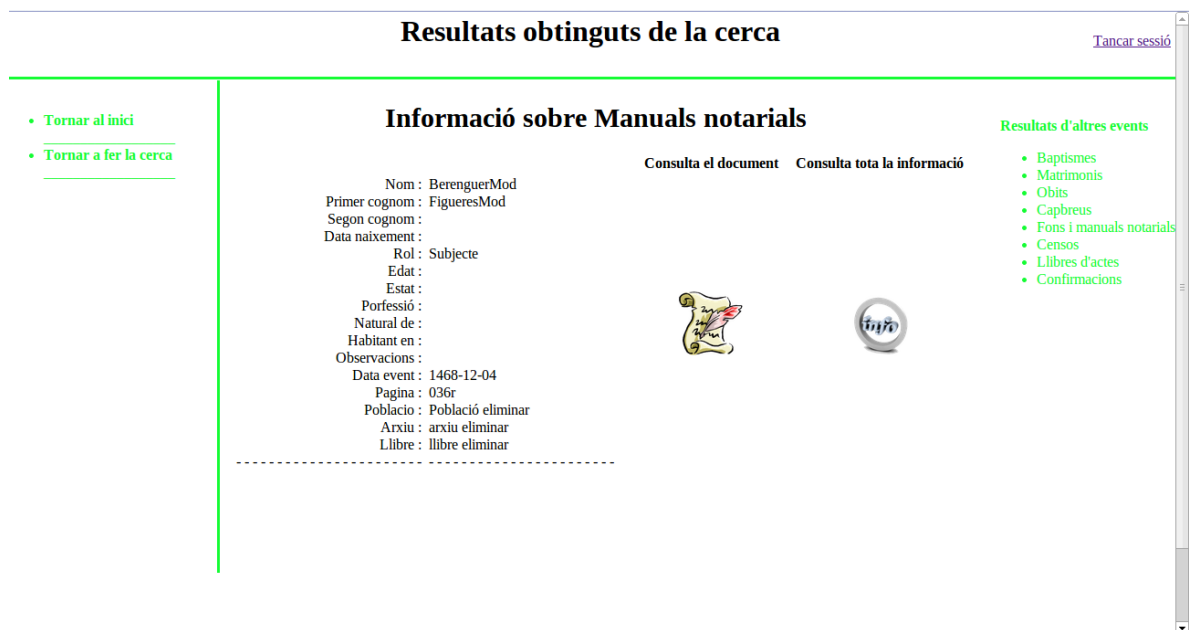 Resultats obtinguts de la cerca
Tancar sessió
Tornar al inici
Tornar a fer la cerca
Informació sobre Manuals notarials
Consulta el document Consulta tota la informació
Nom : BerenguerMod
Primer cognom : FigueresMod
Segon cognom :
Data naixement :
Rol : Subjecte
Edat :
Estat :
Porfessió :
Natural de :
Habitant en :
Observacions :
Data event : 1468-12-04
Pagina : 036r
Poblacio : Població eliminar
Arxiu : arxiu eliminar
Llibre : llibre eliminar
- - - - - - - - - - - - - - - - - - - - - - - - - - - - - - - - - - - - - - - - - - - - - -
info
Resultats d'altres events
Baptismes
Matrimonis
Obits
Capbreus
Fons i manuals notarials
Censos
Llibres d'actes
Confirmacions